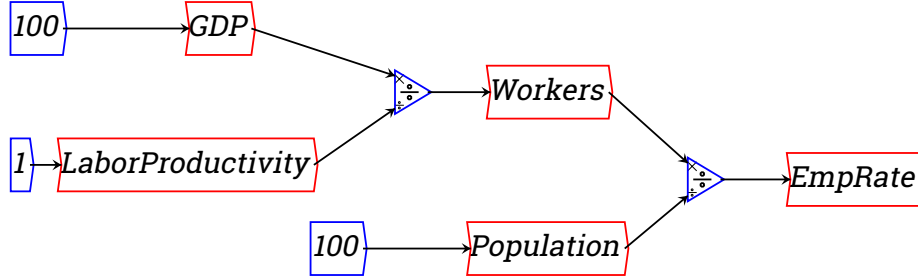 100
GDP
× ÷ ÷
Workers
1
LaborProductivity
× ÷ ÷
EmpRate
100
Population